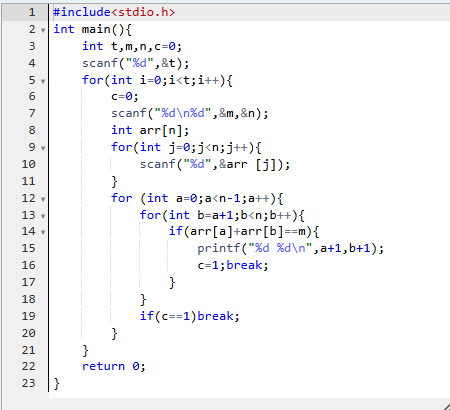 1 #include<stdio.h>
2 int main(){
3     int t,m,n,c=0;
4     scanf("%d",&t);
5     for(int i=0;i<t;i++){
6         c=0;
7         scanf("%d\n%d",&m,&n);
8         int arr[n];
9         for(int j=0;j<n;j++){
10             scanf("%d",&arr [j]);
11         }
12         for (int a=0;a<n-1;a++){
13             for(int b=a+1;b<n;b++){
14                 if(arr[a]+arr[b]==m){
15                     printf("%d %d\n",a+1,b+1);
16                     c=1;break;
17                 }
18             }
19             if(c==1)break;
20         }
21     }
22     return 0;
23 }